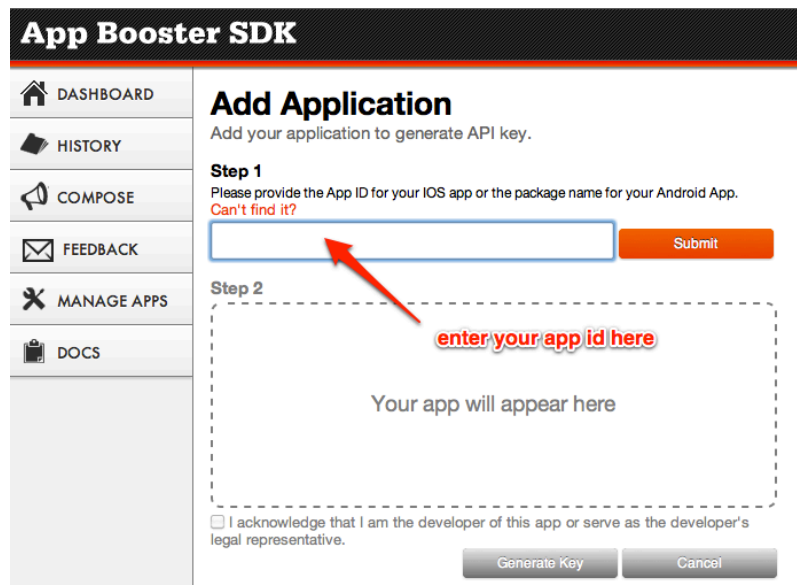 App Booster SDK
DASHBOARD
HISTORY
COMPOSE
FEEDBACK
MANAGE APPS
DOCS
Add Application
Add your application to generate API key.
Step 1
Please provide the App ID for your IOS app or the package name for your Android App.
Can't find it?
Submit
Step 2
enter your app id here
Your app will appear here
I acknowledge that I am the developer of this app or serve as the developer's
legal representative.
Generate Key
Cancel